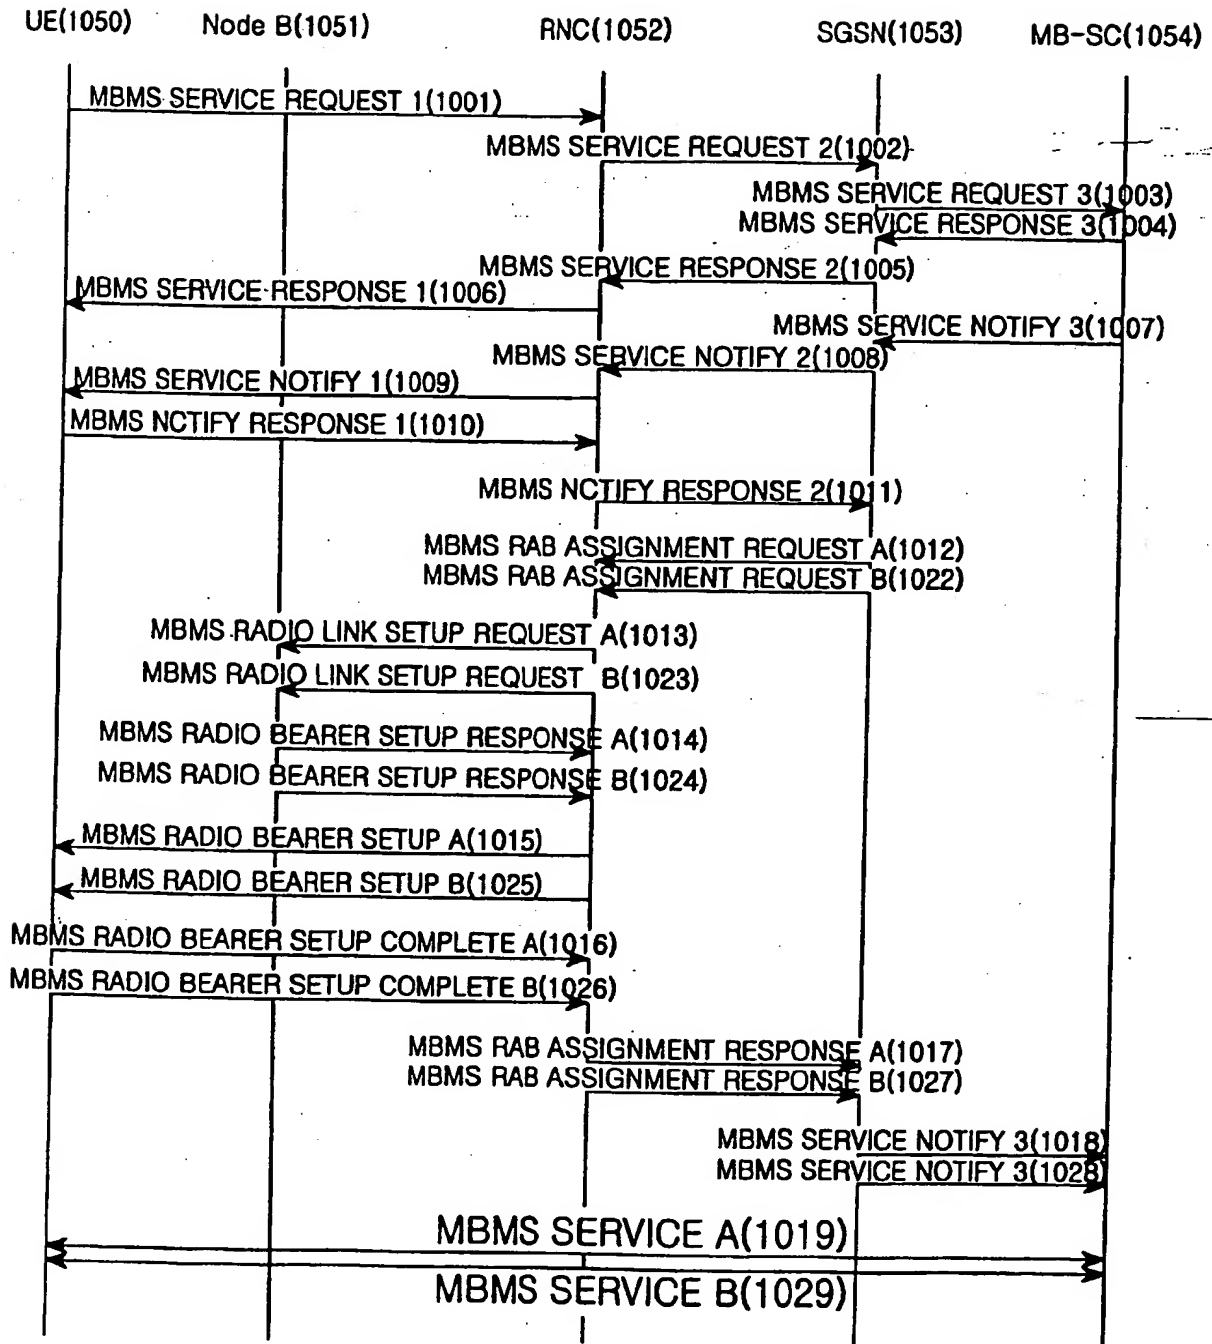 UE(1050) Node B(1051) RNC(1052) SGSN(1053) MB-SC(1054)
MBMS SERVICE REQUEST 1(1001)
MBMS SERVICE REQUEST 2(1002)
MBMS SERVICE REQUEST 3(1003)
MBMS SERVICE RESPONSE 3(1004)
MBMS SERVICE RESPONSE 2(1005)
MBMS SERVICE RESPONSE 1(1006)
MBMS SERVICE NOTIFY 3(1007)
MBMS SERVICE NOTIFY 2(1008)
MBMS SERVICE NOTIFY 1(1009)
MBMS NCTIFY RESPONSE 1(1010)
MBMS NCTIFY RESPONSE 2(1011)
MBMS RAB ASSIGNMENT REQUEST A(1012)
MBMS RAB ASSIGNMENT REQUEST B(1022)
MBMS RADIO LINK SETUP REQUEST A(1013)
MBMS RADIO LINK SETUP REQUEST B(1023)
MBMS RADIO BEARER SETUP RESPONSE A(1014)
MBMS RADIO BEARER SETUP RESPONSE B(1024)
MBMS RADIO BEARER SETUP A(1015)
MBMS RADIO BEARER SETUP B(1025)
MBMS RADIO BEARER SETUP COMPLETE A(1016)
MBMS RADIO BEARER SETUP COMPLETE B(1026)
MBMS RAB ASSIGNMENT RESPONSE A(1017)
MBMS RAB ASSIGNMENT RESPONSE B(1027)
MBMS SERVICE NOTIFY 3(1018)
MBMS SERVICE NOTIFY 3(1028)
MBMS SERVICE A(1019)
MBMS SERVICE B(1029)